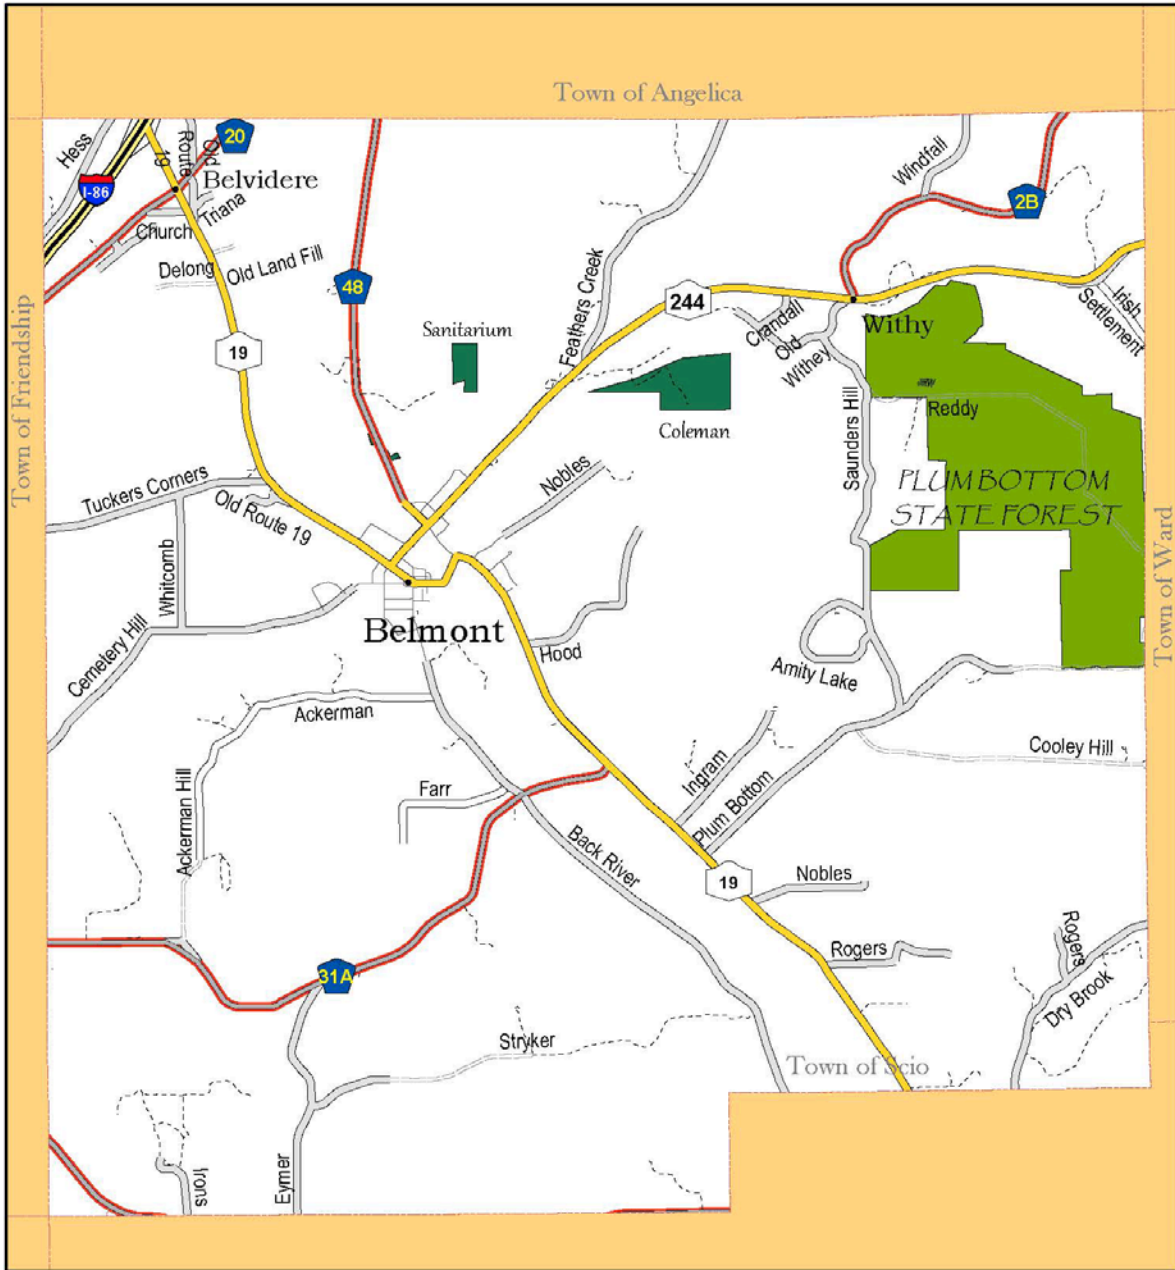 Town of Angelica
Hess
19
Route
Old
20
I-86
Belvidere
Triana
Church
Delong
Old Land Fill
Windfall
2B
48
Feathers Creek
244
Crandall
Old
Withey
Withy
Irish
Settlement
Town of Friendship
19
Sanitarium
Coleman
Saunders Hill
Reddy
PLUM BOTTOM
STATE FOREST
Tuckers Corners
Old Route 19
Nobles
Whitcomb
Town of Ward
Belmont
Cemetery Hill
Hood
Amity Lake
Ackerman
Cooley Hill
Ingram
Plum Bottom
Ackerman Hill
Farr
Back River
19
Nobles
Rogers
Rogers
Dry Brook
31A
Stryker
Town of Scio
Irons
Eymer